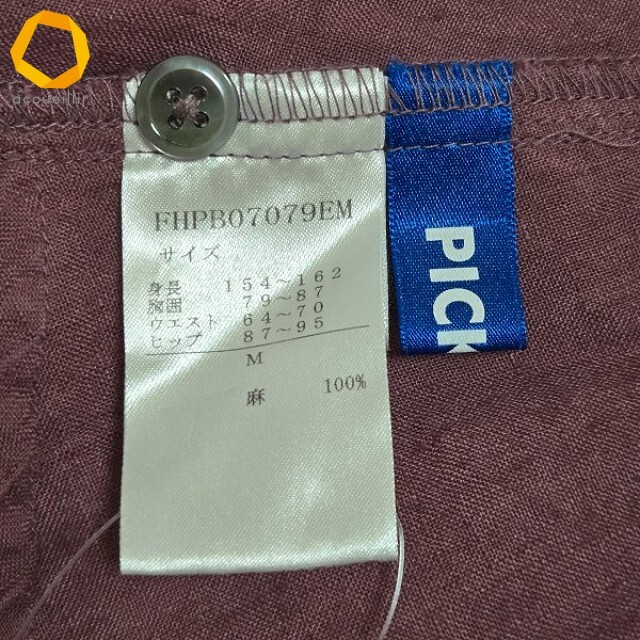 acoueillir
FHPB07079EM
サイズ
身長 154～162
胸囲 79～87
ウエスト 64～70
ヒップ 87～95
M
麻 100%
PICK